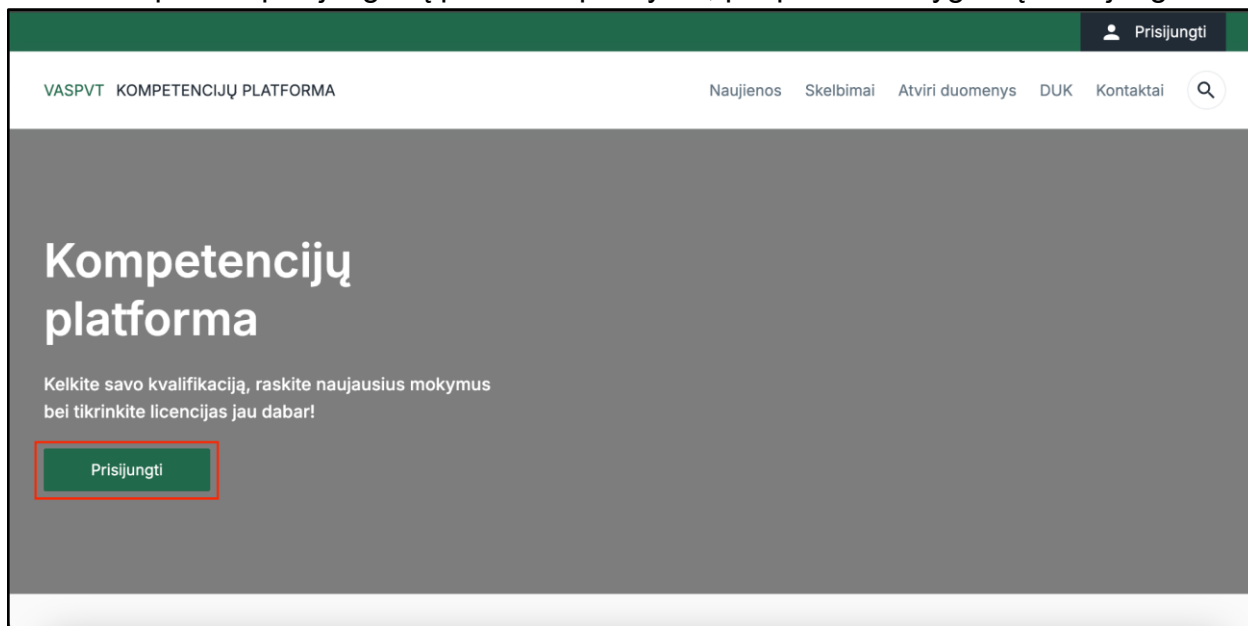 Prisijungti
VASPVT KOMPETENCIJŲ PLATFORMA Naujienos Skelbimai Atviri duomenys DUK Kontaktai
Kompetencijų
platforma
Kelkite savo kvalifikaciją, raskite naujausius mokymus
bei tikrinkite licencijas jau dabar!
Prisijungti